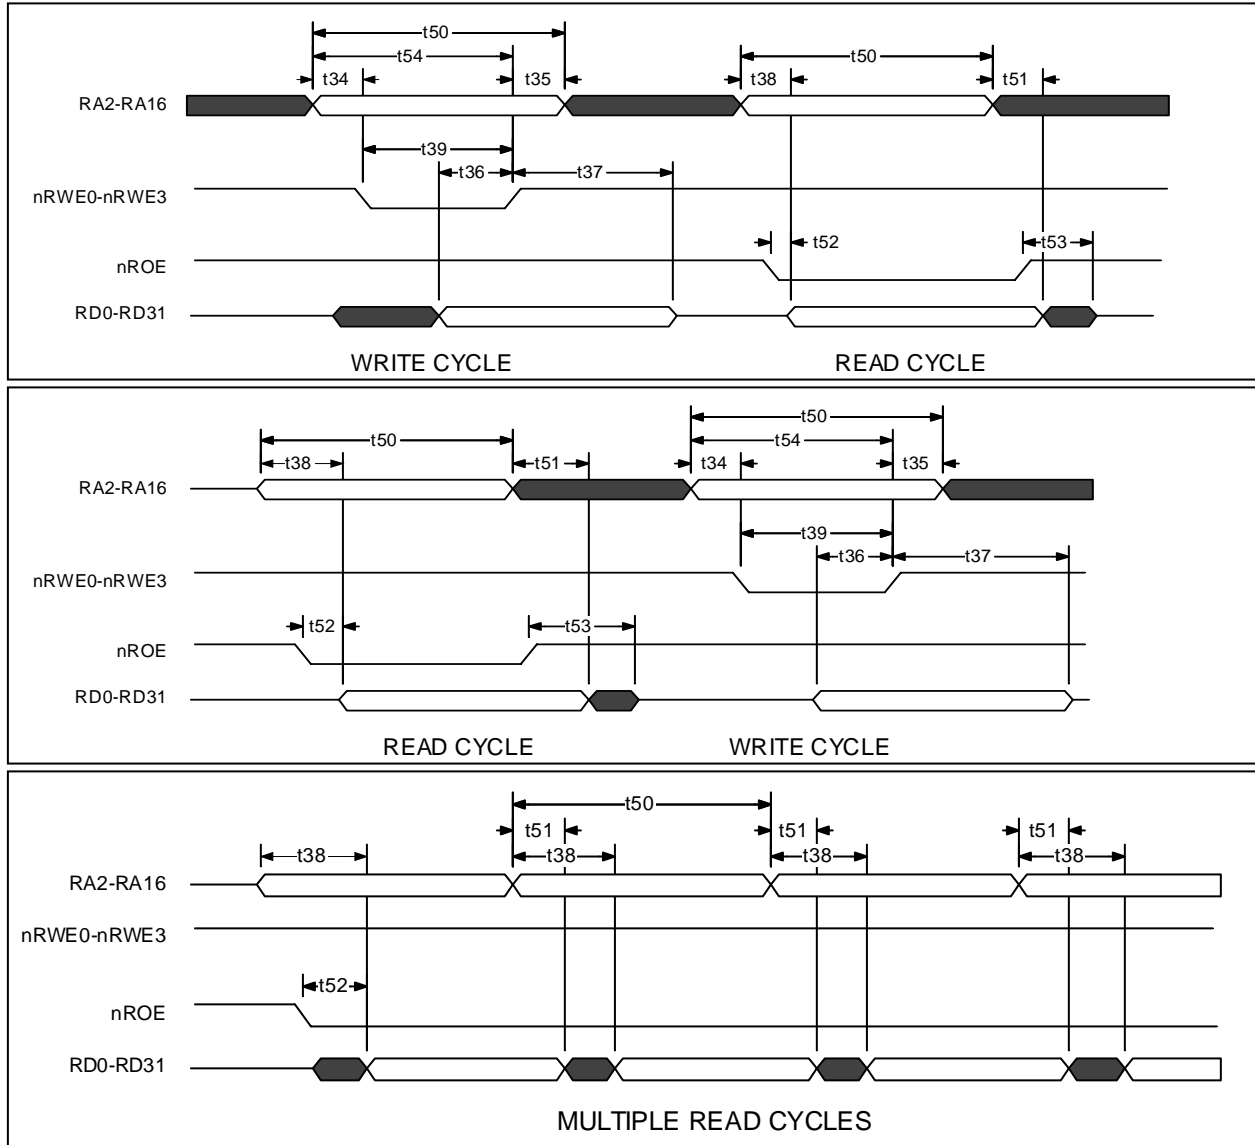 t50
t54
t50
t34
t35
t38
t51
RA2-RA16
t39
t36
t37
nRWE0-nRWE3
t52
t53
nROE
RD0-RD31
WRITE CYCLE
READ CYCLE
t50
t50
t54
t38
t51
t34
t35
RA2-RA16
t39
t36
t37
nRWE0-nRWE3
t52
t53
nROE
RD0-RD31
READ CYCLE
WRITE CYCLE
t50
t51
t51
t51
t38
t38
t38
t38
RA2-RA16
nRWE0-nRWE3
t52
nROE
RD0-RD31
MULTIPLE READ CYCLES